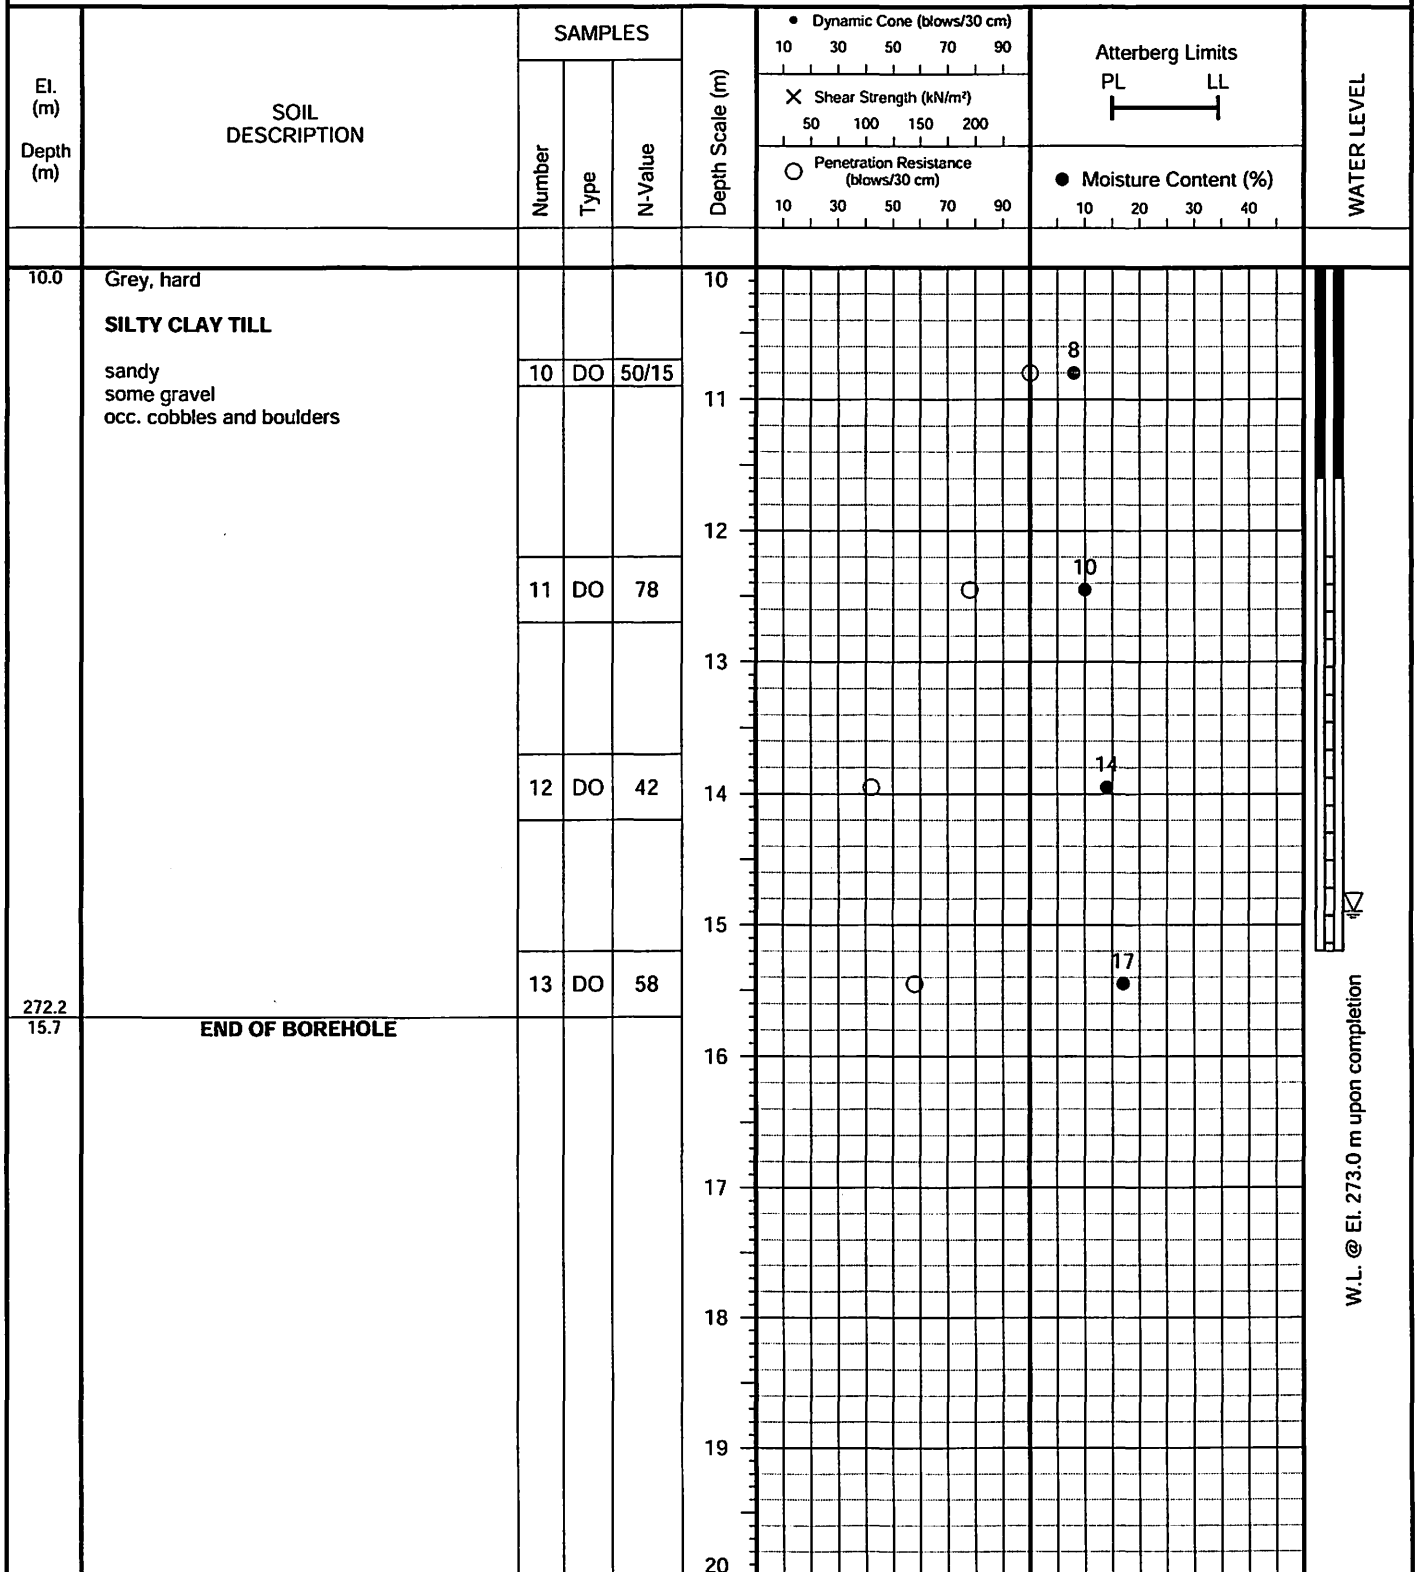 El.
(m)
Depth
(m)
SOIL
DESCRIPTION
SAMPLES
Number
Type
N-Value
Depth Scale (m)
• Dynamic Cone (blows/30 cm)
10 30 50 70 90
X Shear Strength (kN/m²)
50 100 150 200
O Penetration Resistance
(blows/30 cm)
10 30 50 70 90
Atterberg Limits
PL LL
● Moisture Content (%)
10 20 30 40
WATER LEVEL
10.0 Grey, hard
SILTY CLAY TILL
sandy
some gravel
occ. cobbles and boulders
10 DO 50/15
8
11 DO 78
10
12 DO 42
14
13 DO 58
17
272.2
15.7 END OF BOREHOLE
10
11
12
13
14
15
16
17
18
19
20
W.L. @ El. 273.0 m upon completion